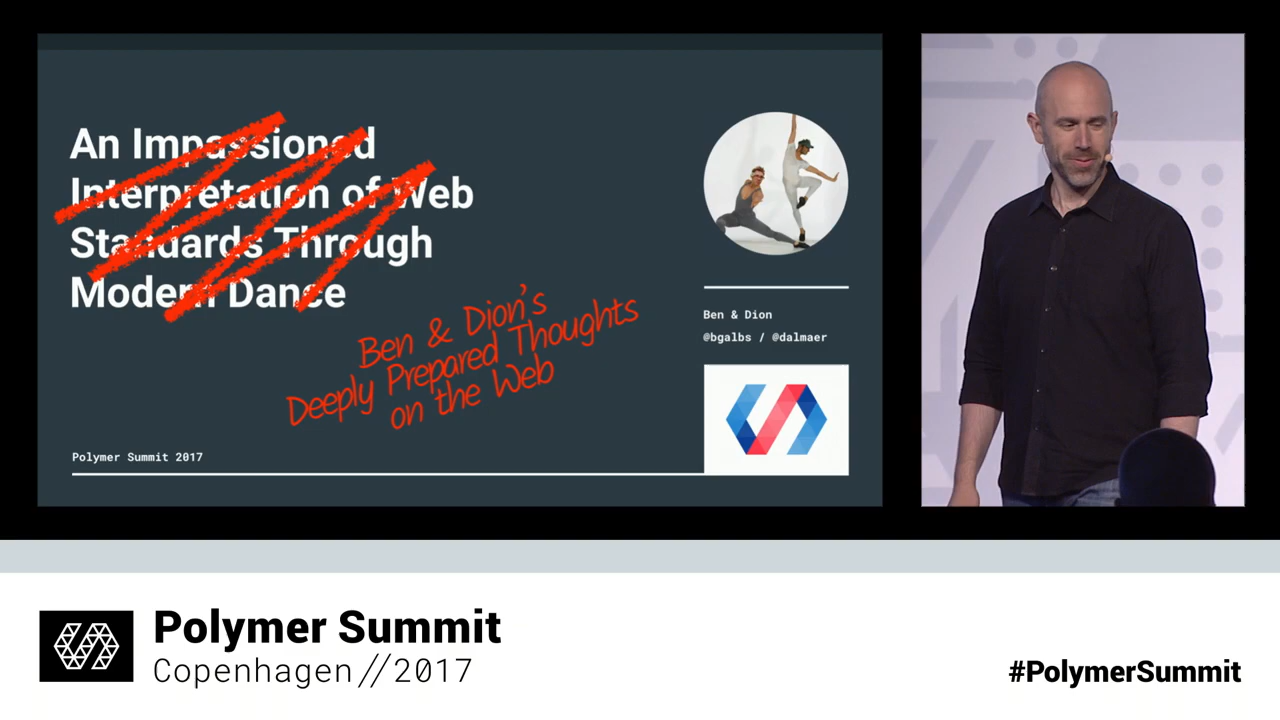 An Impassioned
Interpretation of Web
Standards Through
Modern Dance
Ben & Dion's
Deeply Prepared Thoughts
on the Web
Ben & Dion
@bgalbs / @dalmaer
Polymer Summit 2017
Polymer Summit
Copenhagen//2017
#PolymerSummit